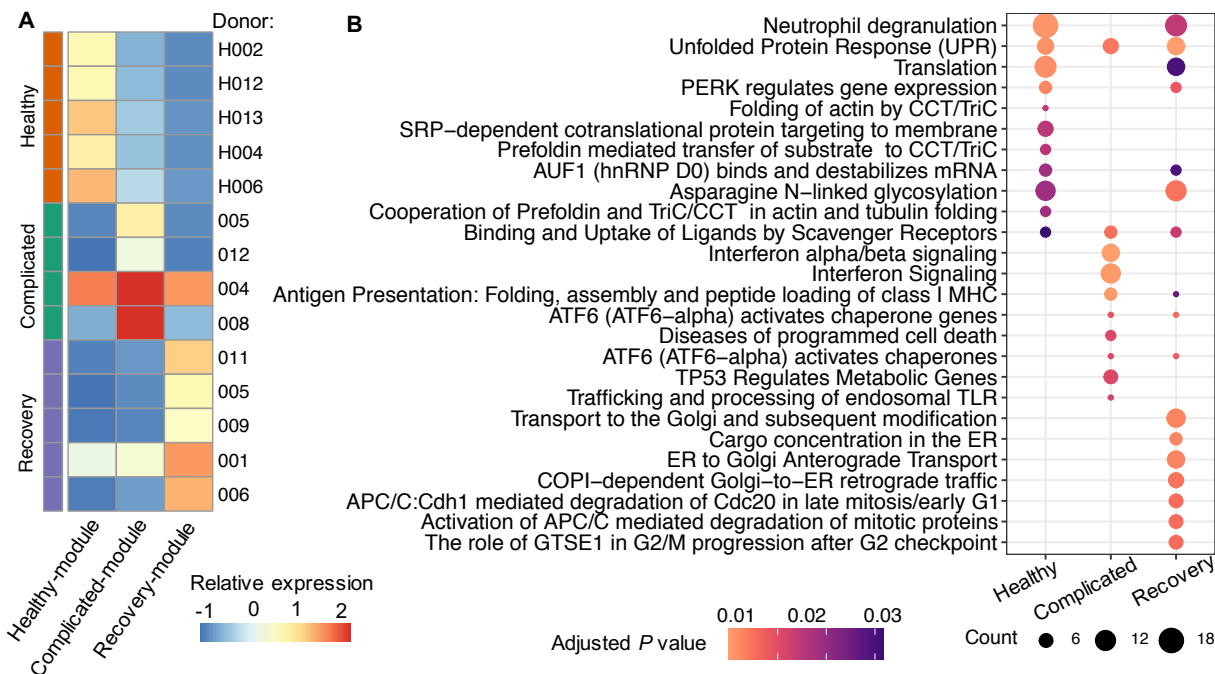 A
Donor:
Healthy
Complicated
Recovery
H002
H012
H013
H004
H006
005
012
004
008
011
005
009
001
006
Healthy-module
Complicated-module
Recovery-module
Relative expression
-1 0 1 2
B
Neutrophil degranulation
Unfolded Protein Response (UPR)
Translation
PERK regulates gene expression
Folding of actin by CCT/TriC
SRP−dependent cotranslational protein targeting to membrane
Prefoldin mediated transfer of substrate to CCT/TriC
AUF1 (hnRNP D0) binds and destabilizes mRNA
Asparagine N−linked glycosylation
Cooperation of Prefoldin and TriC/CCT in actin and tubulin folding
Binding and Uptake of Ligands by Scavenger Receptors
Interferon alpha/beta signaling
Interferon Signaling
Antigen Presentation: Folding, assembly and peptide loading of class I MHC
ATF6 (ATF6−alpha) activates chaperone genes
Diseases of programmed cell death
ATF6 (ATF6−alpha) activates chaperones
TP53 Regulates Metabolic Genes
Trafficking and processing of endosomal TLR
Transport to the Golgi and subsequent modification
Cargo concentration in the ER
ER to Golgi Anterograde Transport
COPI−dependent Golgi−to−ER retrograde traffic
APC/C:Cdh1 mediated degradation of Cdc20 in late mitosis/early G1
Activation of APC/C mediated degradation of mitotic proteins
The role of GTSE1 in G2/M progression after G2 checkpoint
Healthy
Complicated
Recovery
Adjusted P value
0.01 0.02 0.03
Count 6 12 18